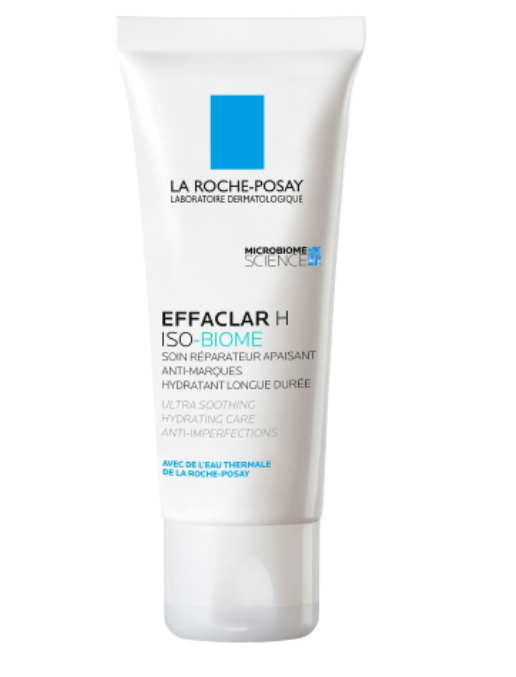 LA ROCHE-POSAY
LABORATOIRE DERMATOLOGIQUE
MICROBIOME
SCIENCE
EFFACLAR H
ISO-BIOME
SOIN RÉPARATEUR APAISANT
ANTI-MARQUES
HYDRATANT LONGUE DURÉE
ULTRA SOOTHING
HYDRATING CARE
ANTI-IMPERFECTIONS
AVEC DE L'EAU THERMALE
DE LA ROCHE-POSAY